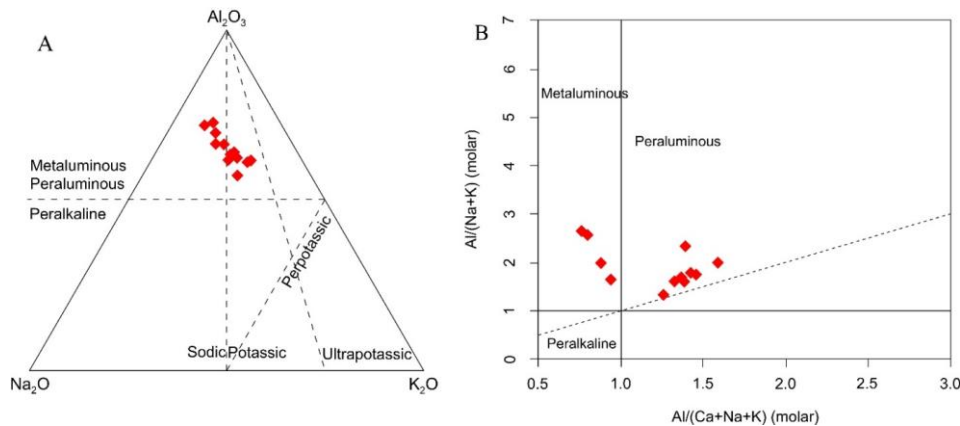 A
Al₂O₃
Metaluminous
Peraluminous
Peralkaline
Perpotassic
Sodic Potassic
Ultrapotassic
Na₂O
K₂O
B
Al/(Na+K) (molar)
7
6
5
4
3
2
1
0
Metaluminous
Peraluminous
Peralkaline
0.5
1.0
1.5
2.0
2.5
3.0
Al/(Ca+Na+K) (molar)